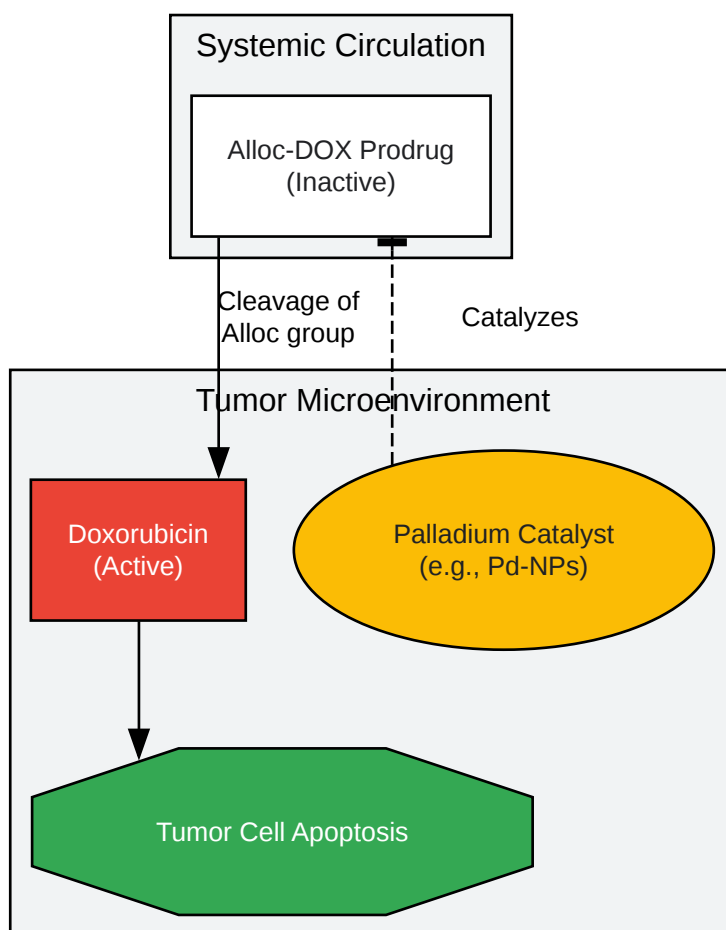 Systemic Circulation
Alloc-DOX Prodrug
(Inactive)
Cleavage of
Alloc group
Catalyzes
Tumor Microenvironment
Doxorubicin
(Active)
Palladium Catalyst
(e.g., Pd-NPs)
Tumor Cell Apoptosis